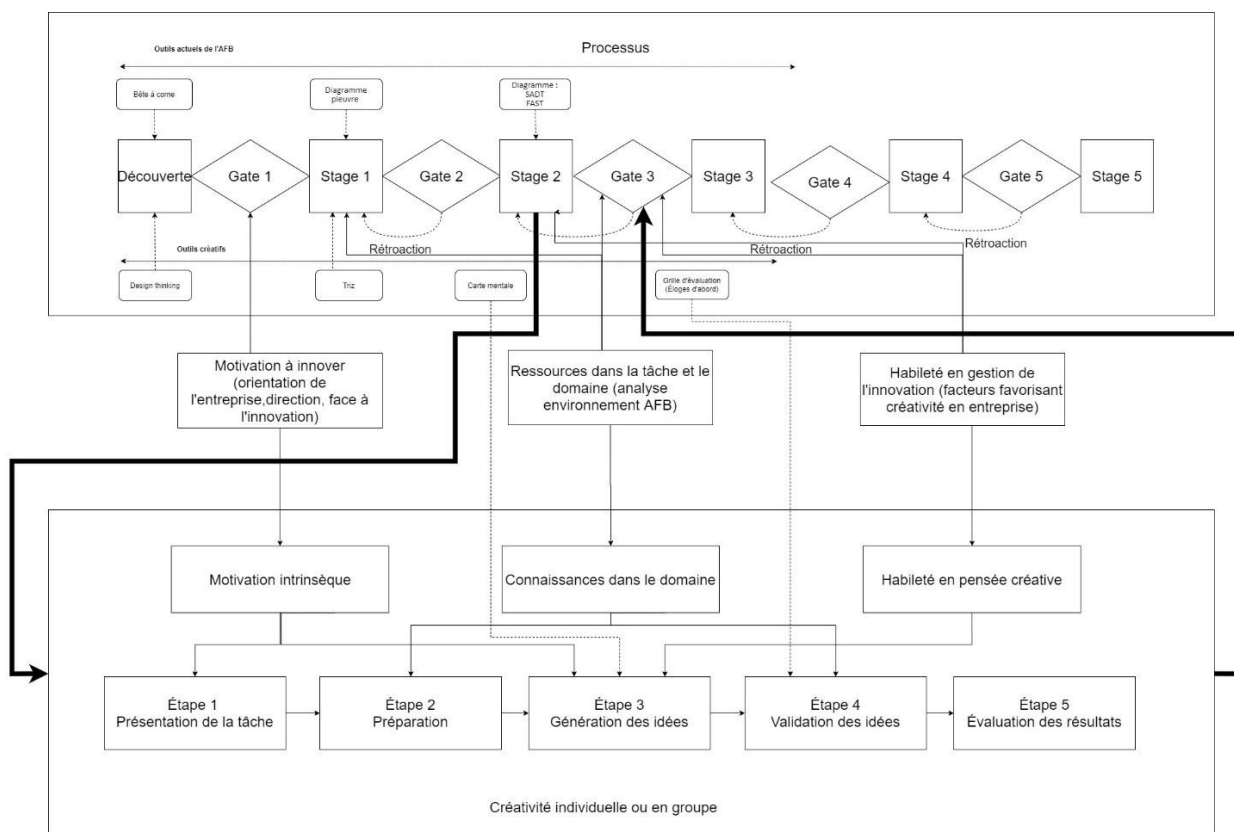 Outils actuels de l'AFB
Processus
Bête à corne
Diagramme
pieuvre
Diagramme :
SADT
FAST
Découverte
Gate 1
Stage 1
Gate 2
Stage 2
Gate 3
Stage 3
Gate 4
Stage 4
Gate 5
Stage 5
Rétroaction
Rétroaction
Rétroaction
Outils créatifs
Design thinking
Triz
Carte mentale
Grille d'évaluation
(Éloges d'abord)
Motivation à innover
(orientation de
l'entreprise,direction, face à
l'innovation)
Ressources dans la tâche et le
domaine (analyse
environnement AFB)
Habileté en gestion de
l'innovation (facteurs favorisant
créativité en entreprise)
Motivation intrinsèque
Connaissances dans le domaine
Habileté en pensée créative
Étape 1
Présentation de la tâche
Étape 2
Préparation
Étape 3
Génération des idées
Étape 4
Validation des idées
Étape 5
Évaluation des résultats
Créativité individuelle ou en groupe